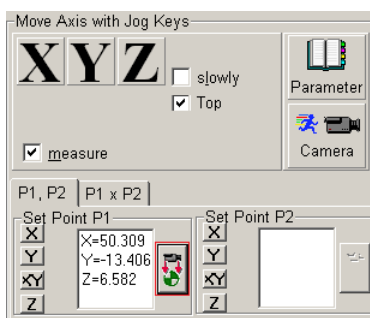 Move Axis with Jog Keys
X Y Z
slowly
Top
measure
Parameter
Camera
P1, P2
P1 x P2
Set Point P1
X
Y
XY
Z
X=50.309
Y=-13.406
Z=6.582
Set Point P2
X
Y
XY
Z